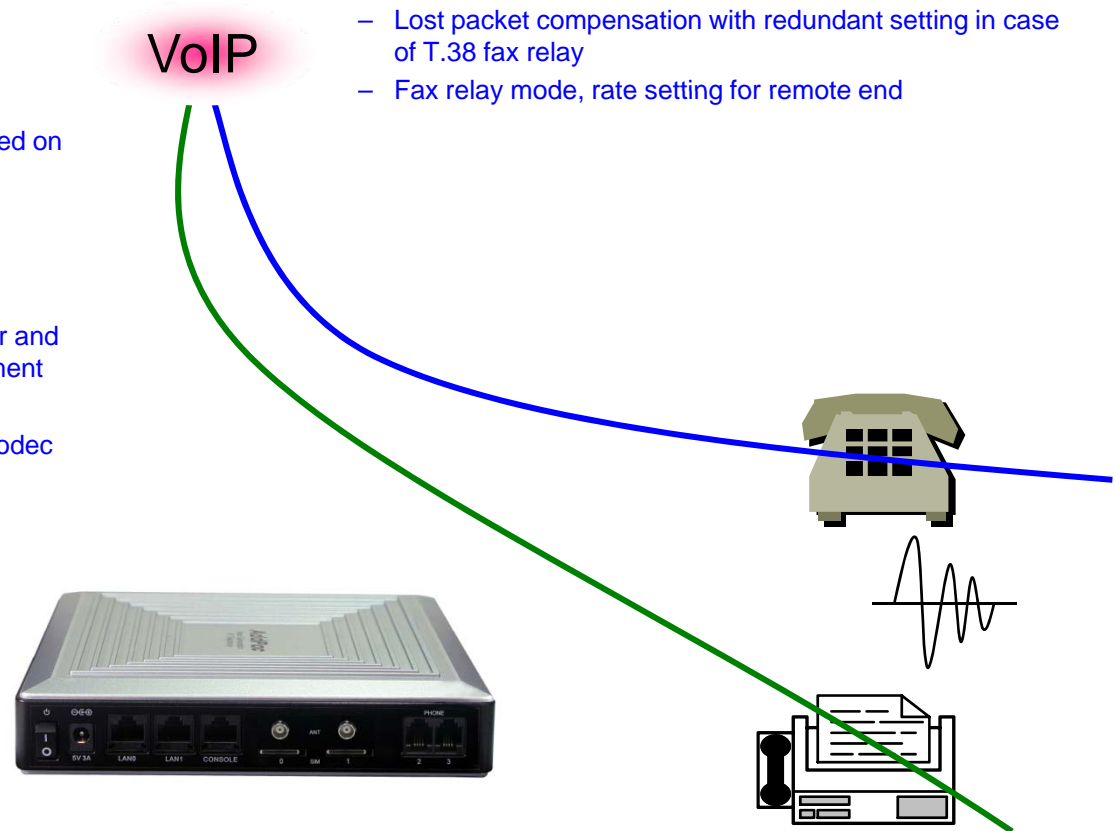 VoIP
– Lost packet compensation with redundant setting in case
of T.38 fax relay
– Fax relay mode, rate setting for remote end
ed on
r and
nent
odec
AddPac
PHONE
5V 3A
LAN0
LAN1
CONSOLE
ANT
0
SIM
1
2
3